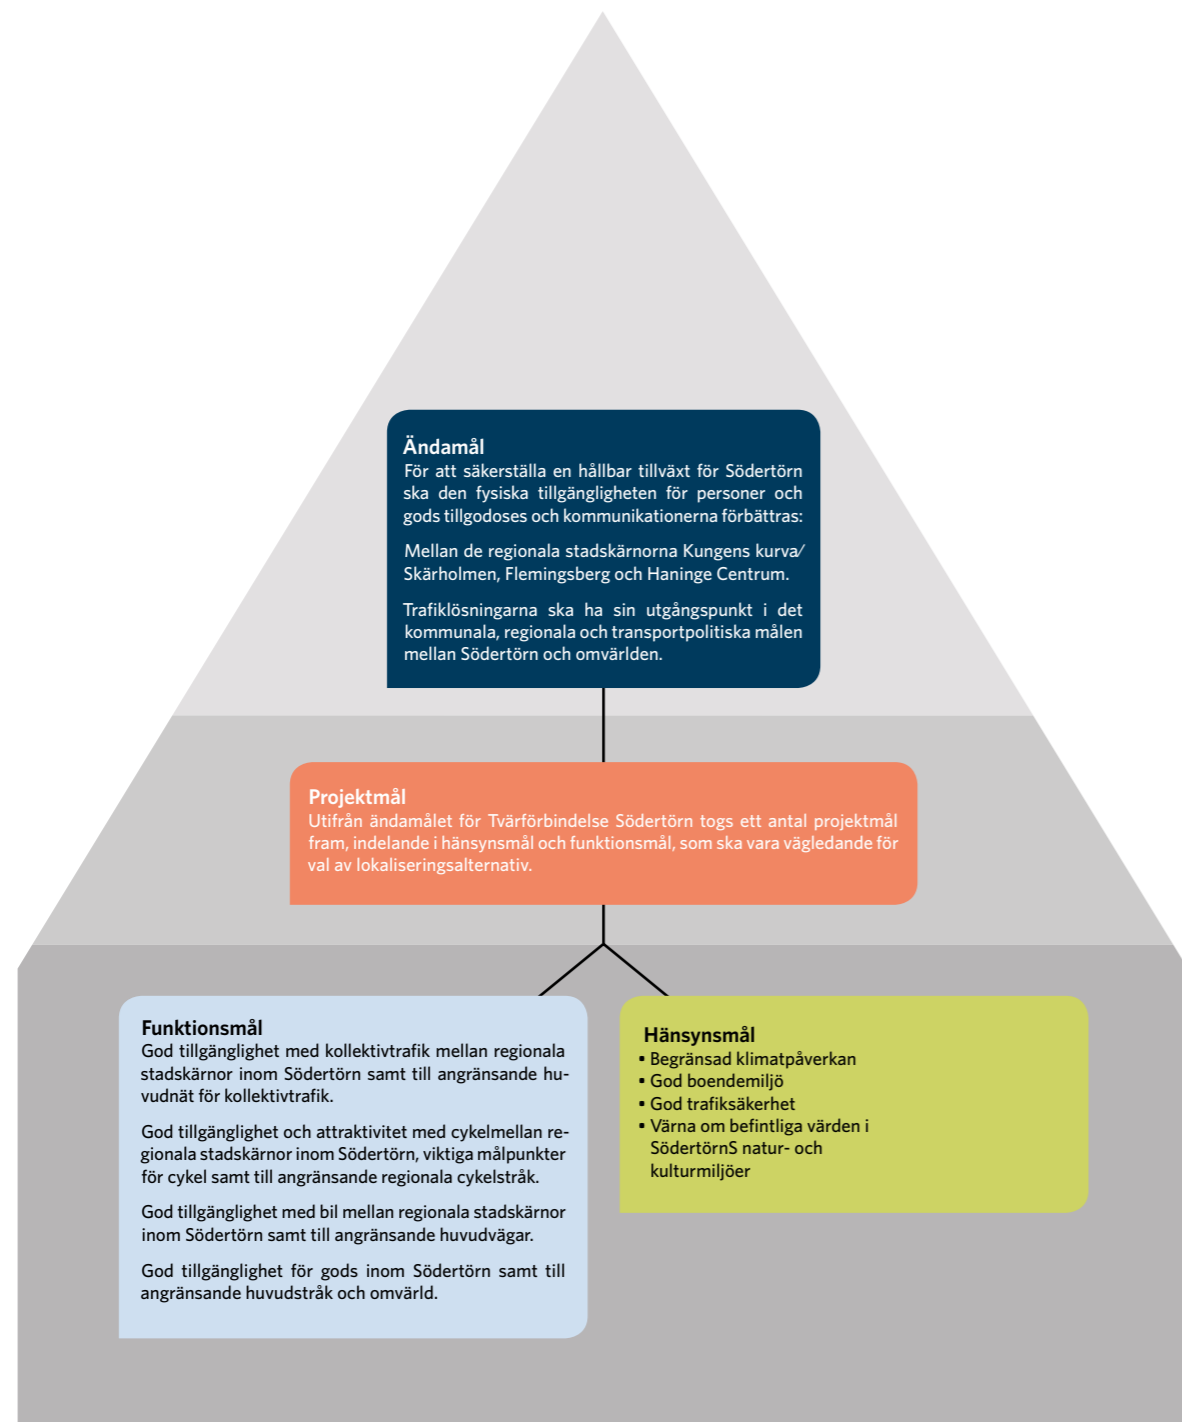 Ändamål
För att säkerställa en hållbar tillväxt för Södertörn
ska den fysiska tillgängligheten för personer och
gods tillgodoses och kommunikationerna förbättras:
Mellan de regionala stadskärnorna Kungens kurva/
Skärholmen, Flemingsberg och Haninge Centrum.
Trafiklösningarna ska ha sin utgångspunkt i det
kommunala, regionala och transportpolitiska målen
mellan Södertörn och omvärlden.
Projektmål
Utifrån ändamålet för Tvärförbindelse Södertörn togs ett antal projektmål
fram, indelande i hänsynsmål och funktionsmål, som ska vara vägledande för
val av lokaliseringsalternativ.
Funktionsmål
God tillgänglighet med kollektivtrafik mellan regionala
stadskärnor inom Södertörn samt till angränsande hu-
vudnät för kollektivtrafik.
God tillgänglighet och attraktivitet med cykelmellan re-
gionala stadskärnor inom Södertörn, viktiga målpunkter
för cykel samt till angränsande regionala cykelstråk.
God tillgänglighet med bil mellan regionala stadskärnor
inom Södertörn samt till angränsande huvudvägar.
God tillgänglighet för gods inom Södertörn samt till
angränsande huvudstråk och omvärld.
Hänsynsmål
• Begränsad klimatpåverkan
• God boendemiljö
• God trafiksäkerhet
• Värna om befintliga värden i
SödertörnS natur- och
kulturmiljöer